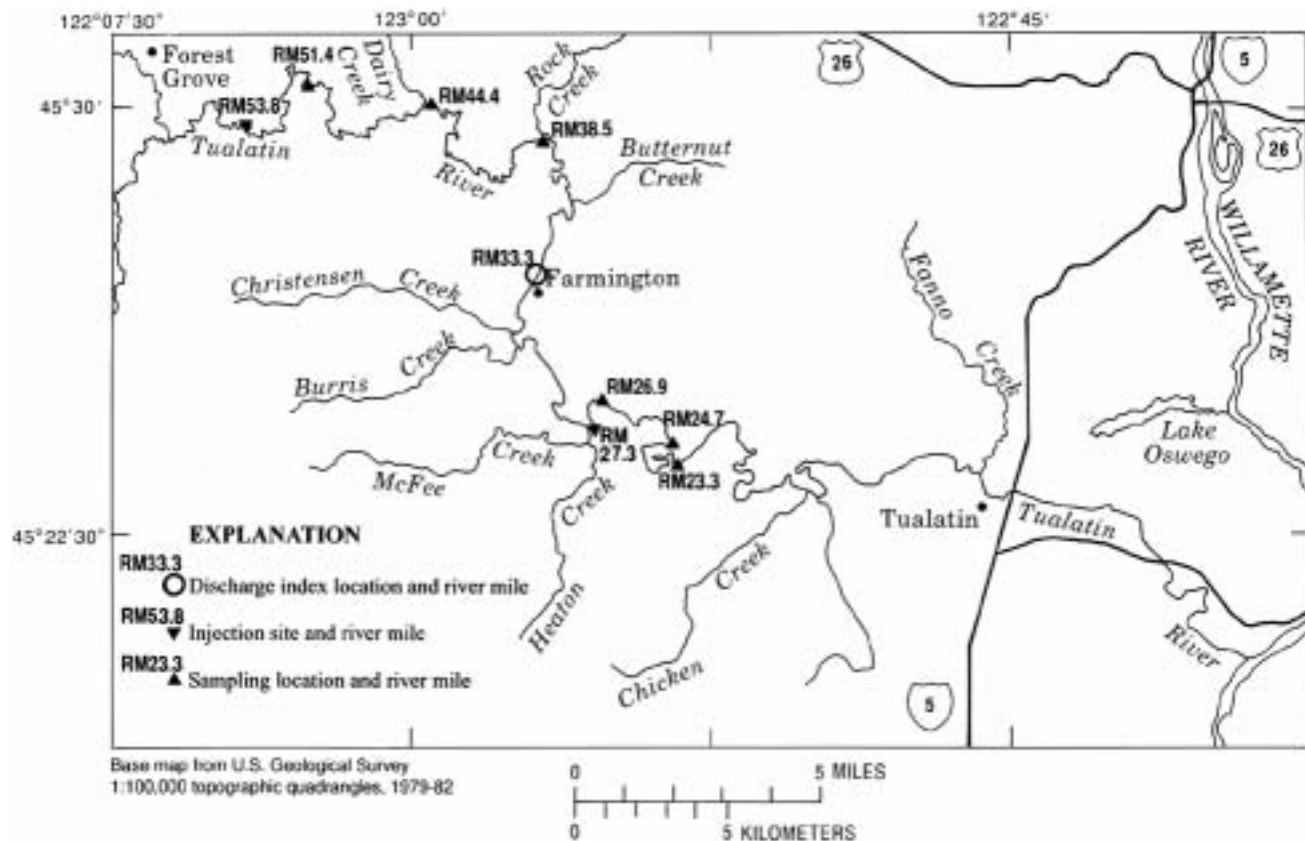 122°07'30"
123°00'
122°45'
Forest
Grove
RM51.4
Dairy
Creek
Rock
Creek
26
5
45°30'
RM53.8
RM44.4
RM38.5
Tualatin
River
Butternut
Creek
26
WILLAMETTE
RIVER
RM33.3
Farmington
Christensen
Creek
Fanno
Creek
Burris
Creek
RM26.9
RM24.7
RM
27.3
RM23.3
McFee
Creek
Lake
Oswego
Creek
Heaton
Tualatin
Tualatin
River
45°22'30"
Creek
Chicken
5
EXPLANATION
RM33.3
Discharge index location and river mile
RM53.8
Injection site and river mile
RM23.3
Sampling location and river mile
Base map from U.S. Geological Survey
1:100,000 topographic quadrangles, 1979-82
0 5 MILES
0 5 KILOMETERS